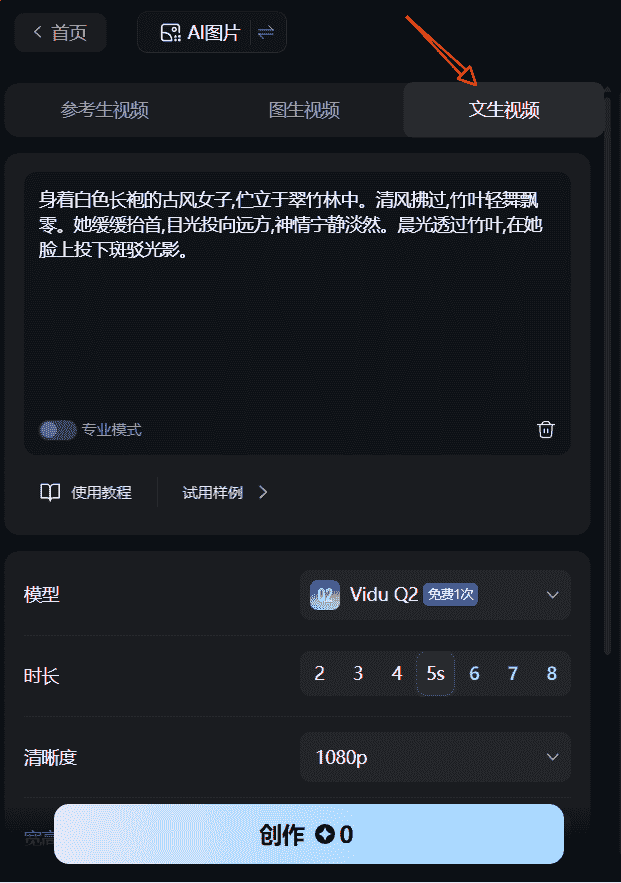 首页
AI图片
参考生视频 图生视频 文生视频
身着白色长袍的古风女子,伫立于翠竹林中。清风拂过,竹叶轻舞飘
零。她缓缓抬首,目光投向远方,神情宁静淡然。晨光透过竹叶,在她
脸上投下斑驳光影。
专业模式
使用教程 试用样例
模型 Q2 Vidu Q2 免费1次
时长 2 3 4 5s 6 7 8
清晰度 1080p
创作 0